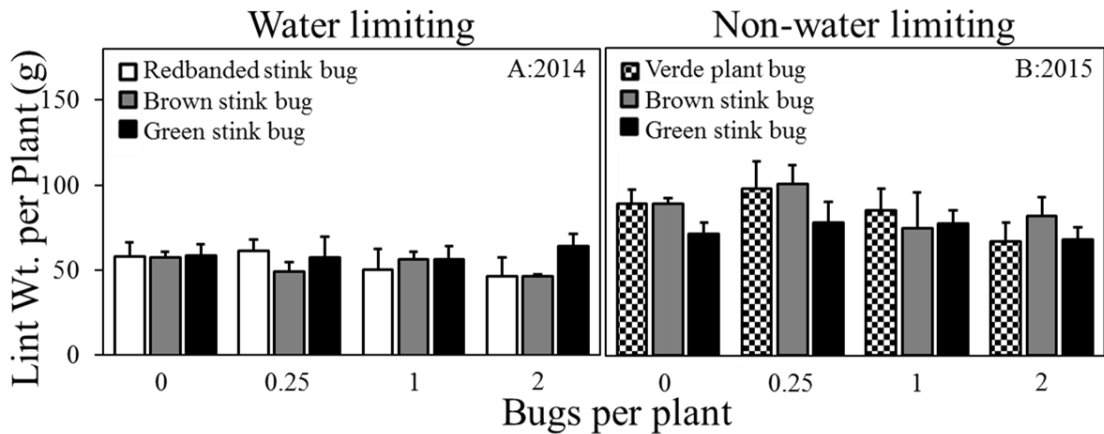 Water limiting
Non-water limiting
Redbanded stink bug
A:2014
Brown stink bug
Green stink bug
Verde plant bug
B:2015
Brown stink bug
Green stink bug
Lint Wt. per Plant (g)
150
100
50
0
0 0.25 1 2
0 0.25 1 2
Bugs per plant